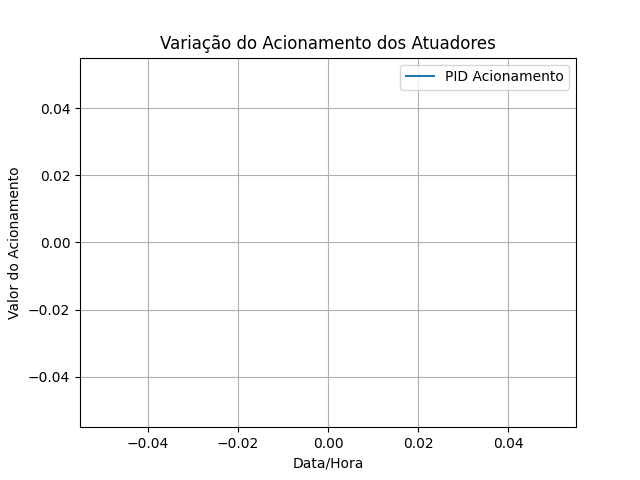 Variação do Acionamento dos Atuadores
PID Acionamento
0.04
0.02
0.00
−0.02
−0.04
Valor do Acionamento
−0.04
−0.02
0.00
0.02
0.04
Data/Hora